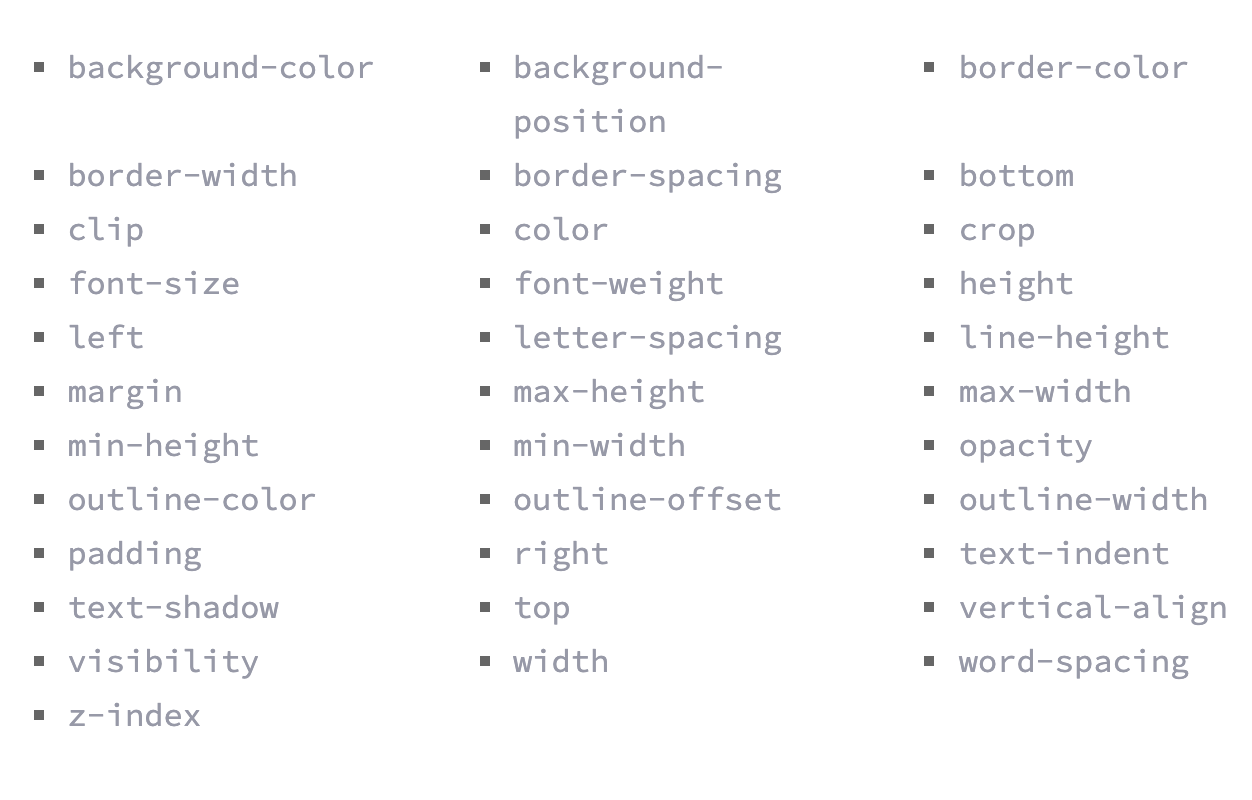 background-color
background-
position
border-color
border-width
border-spacing
bottom
clip
color
crop
font-size
font-weight
height
left
letter-spacing
line-height
margin
max-height
max-width
min-height
min-width
opacity
outline-color
outline-offset
outline-width
padding
right
text-indent
text-shadow
top
vertical-align
visibility
width
word-spacing
z-index